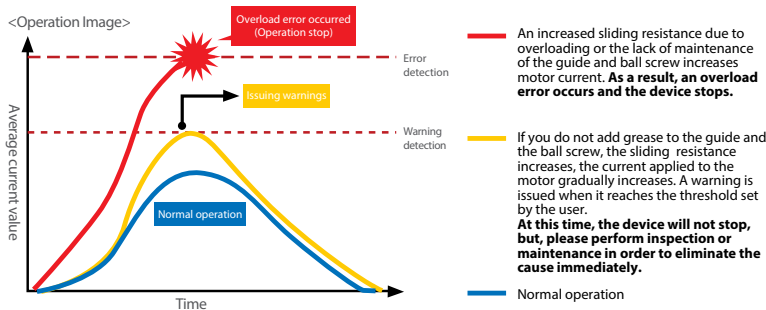 <Operation Image>
Overload error occurred
(Operation stop)
Error
detection
Issuing warnings
Warning
detection
Normal operation
Average current value
Time
An increased sliding resistance due to
overloading or the lack of maintenance
of the guide and ball screw increases
motor current. As a result, an overload
error occurs and the device stops.
If you do not add grease to the guide and
the ball screw, the sliding resistance
increases, the current applied to the
motor gradually increases. A warning is
issued when it reaches the threshold set
by the user.
At this time, the device will not stop,
but, please perform inspection or
maintenance in order to eliminate the
cause immediately.
Normal operation